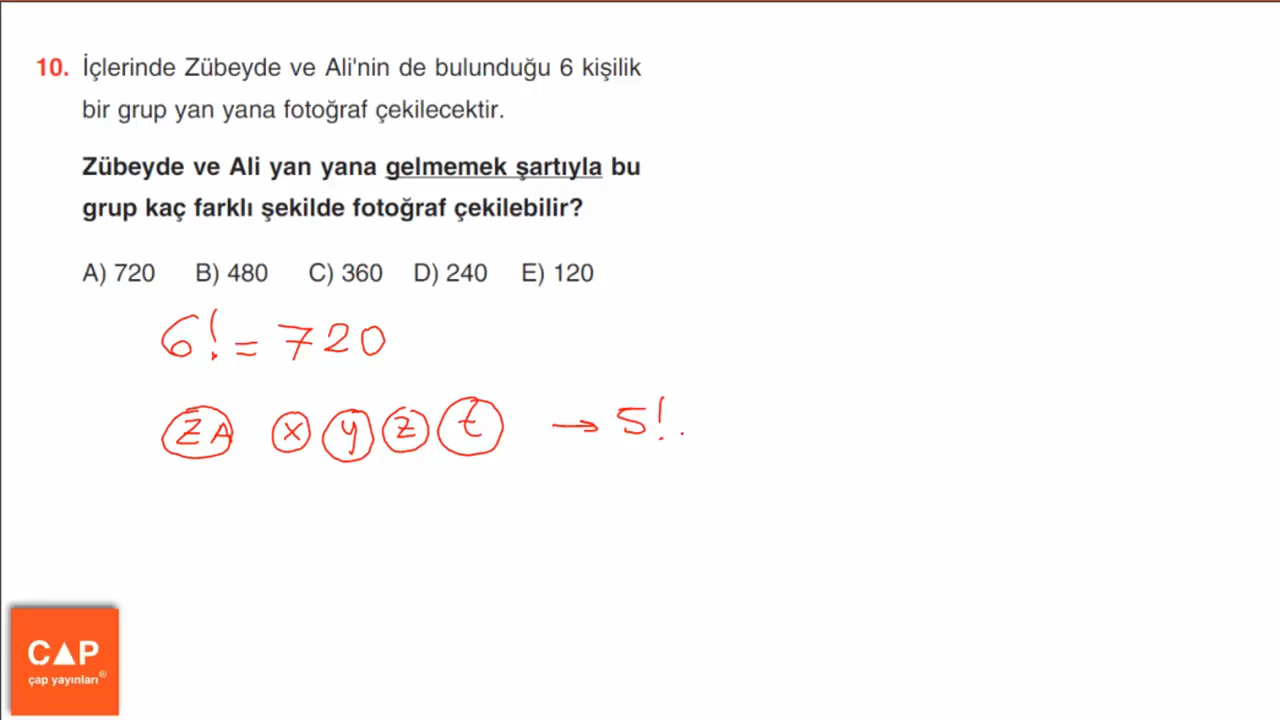 10. İçlerinde Zübeyde ve Ali'nin de bulunduğu 6 kişilik
bir grup yan yana fotoğraf çekilecektir.
Zübeyde ve Ali yan yana gelmemek şartıyla bu
grup kaç farklı şekilde fotoğraf çekilebilir?
A) 720 B) 480 C) 360 D) 240 E) 120
6! = 720
ZA x y z t → 5! .
CAP
çap yayınları®